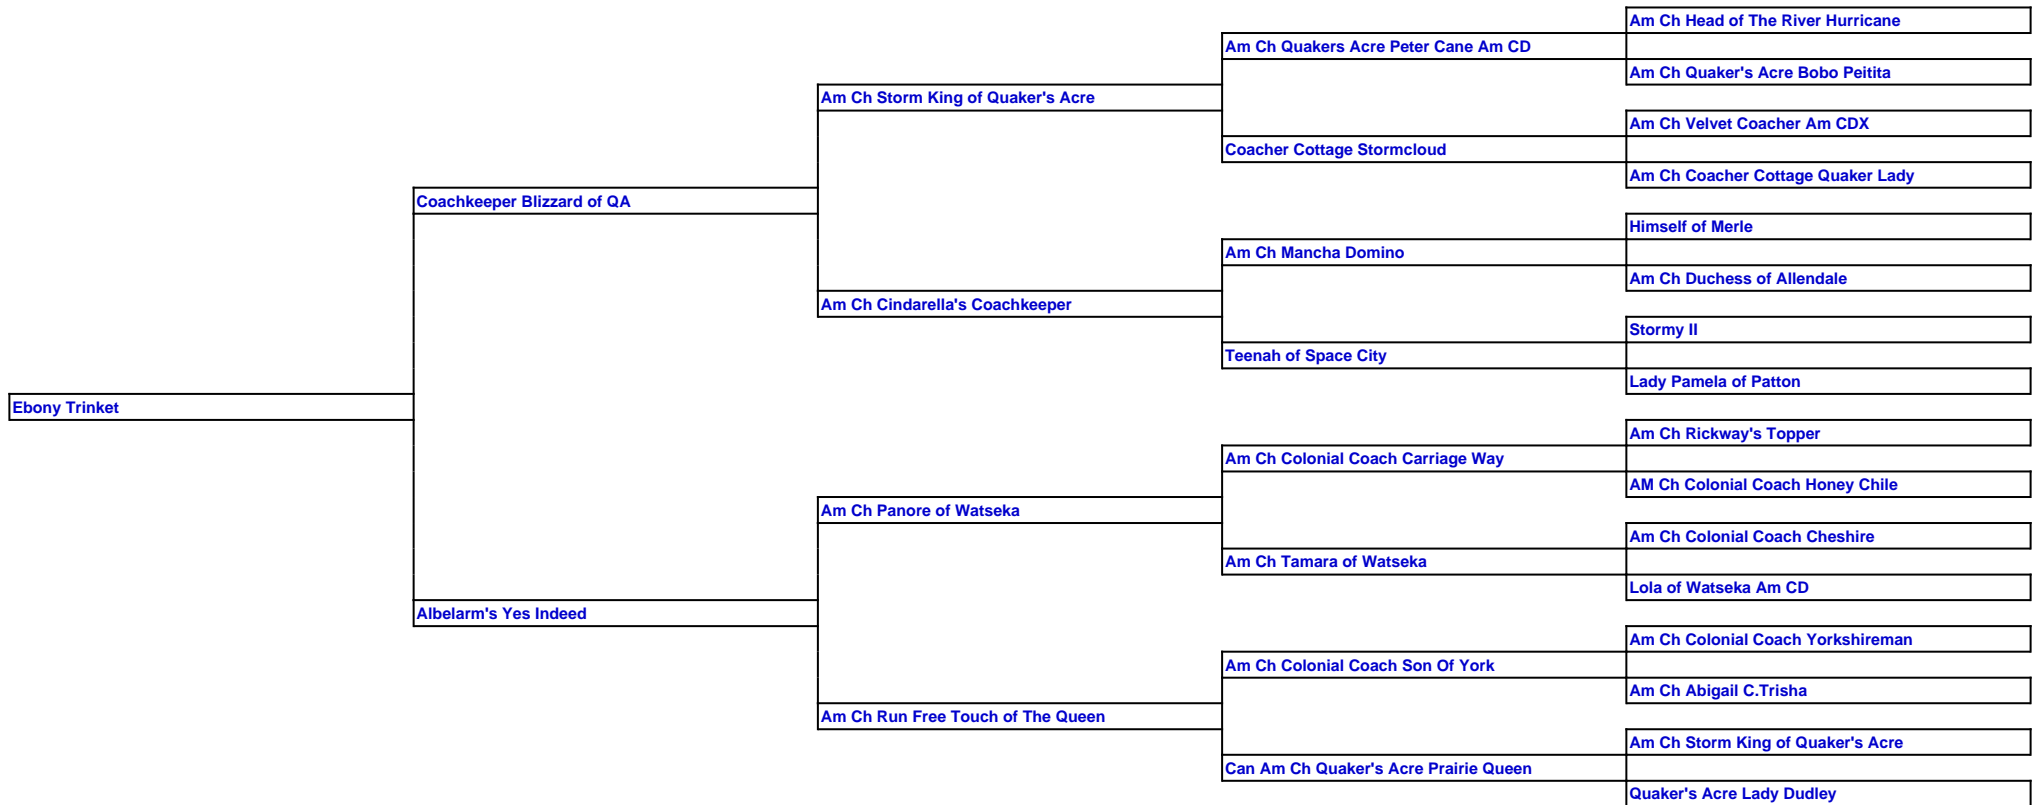 Am Ch Head of The River Hurricane
Am Ch Quakers Acre Peter Cane Am CD
Am Ch Quaker's Acre Bobo Peitita
Am Ch Storm King of Quaker's Acre
Am Ch Velvet Coacher Am CDX
Coacher Cottage Stormcloud
Am Ch Coacher Cottage Quaker Lady
Coachkeeper Blizzard of QA
Himself of Merle
Am Ch Mancha Domino
Am Ch Duchess of Allendale
Am Ch Cindarella's Coachkeeper
Stormy II
Teenah of Space City
Lady Pamela of Patton
Ebony Trinket
Am Ch Rickway's Topper
Am Ch Colonial Coach Carriage Way
AM Ch Colonial Coach Honey Chile
Am Ch Panore of Watseka
Am Ch Colonial Coach Cheshire
Am Ch Tamara of Watseka
Lola of Watseka Am CD
Albelarm's Yes Indeed
Am Ch Colonial Coach Yorkshireman
Am Ch Colonial Coach Son Of York
Am Ch Abigail C.Trisha
Am Ch Run Free Touch of The Queen
Am Ch Storm King of Quaker's Acre
Can Am Ch Quaker's Acre Prairie Queen
Quaker's Acre Lady Dudley